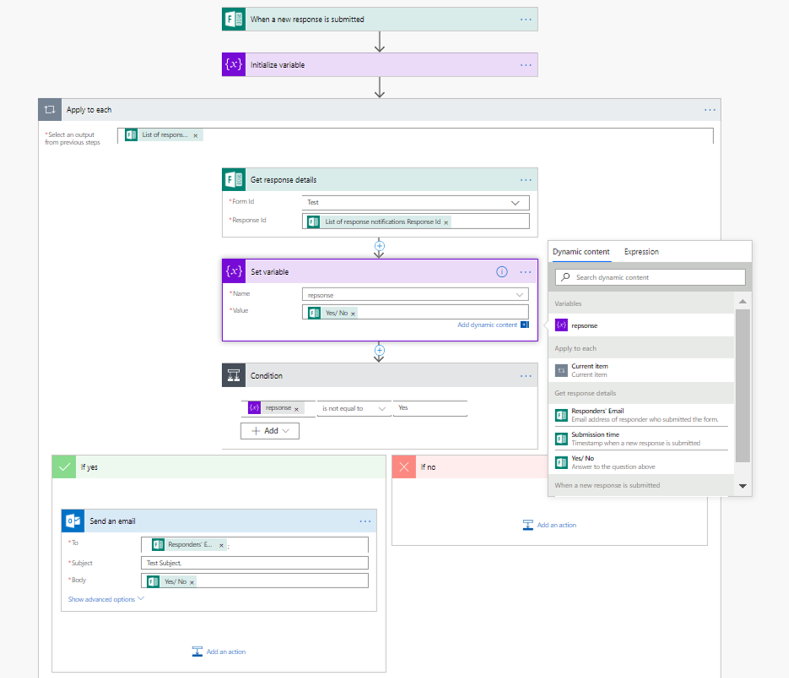 When a new response is submitted
{x} Initialize variable
Apply to each
*Select an output
from previous steps
List of respons... x
Get response details
*Form Id
Test
*Response Id
List of response notifications Response Id x
{x} Set variable
*Name
repsonse
*Value
Yes/ No x
Add dynamic content
Condition
{x} repsonse x
is not equal to
Yes
+ Add
If yes
If no
Send an email
*To
Responders' E... x ;
*Subject
Test Subject.
*Body
Yes/ No x
Show advanced options
Add an action
Add an action
Dynamic content
Expression
Search dynamic content
Variables
{x} repsonse
Apply to each
Current item
Current item
Get response details
Responders' Email
Email address of responder who submitted the form.
Submission time
Timestamp when a new response is submitted
Yes/ No
Answer to the question above
When a new response is submitted